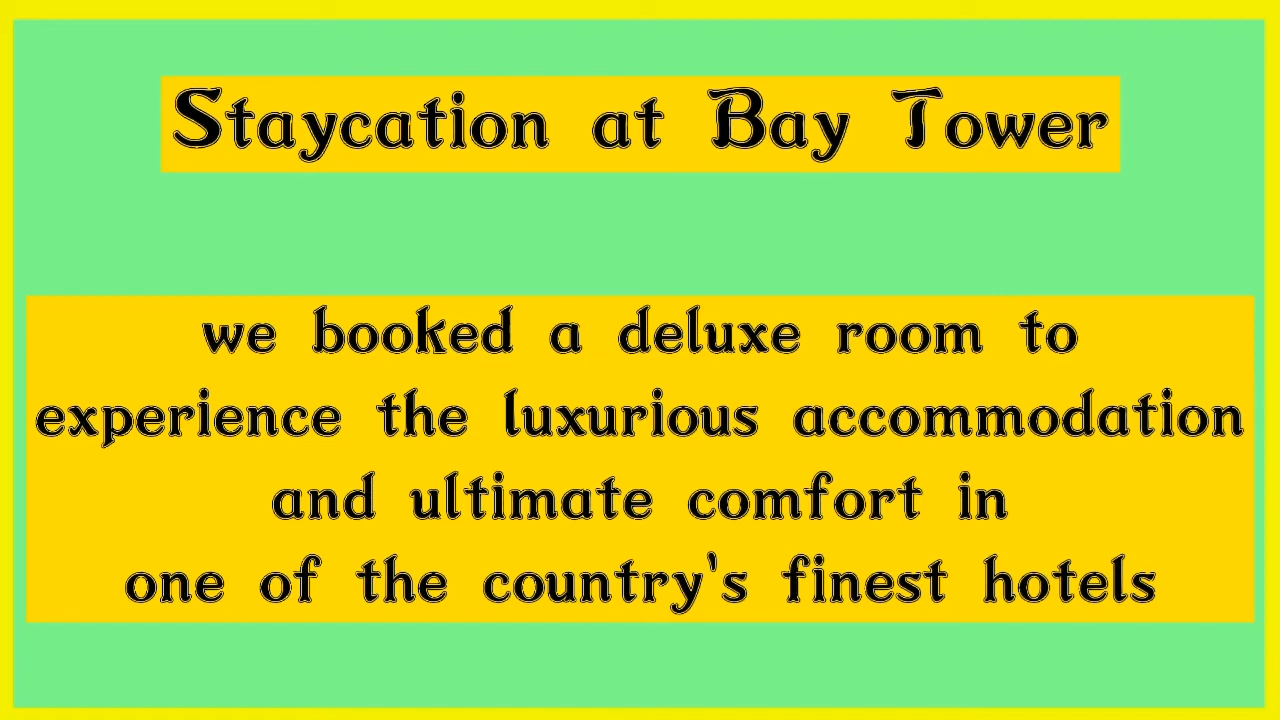 Staycation at Bay Tower
we booked a deluxe room to
experience the luxurious accommodation
and ultimate comfort in
one of the country's finest hotels